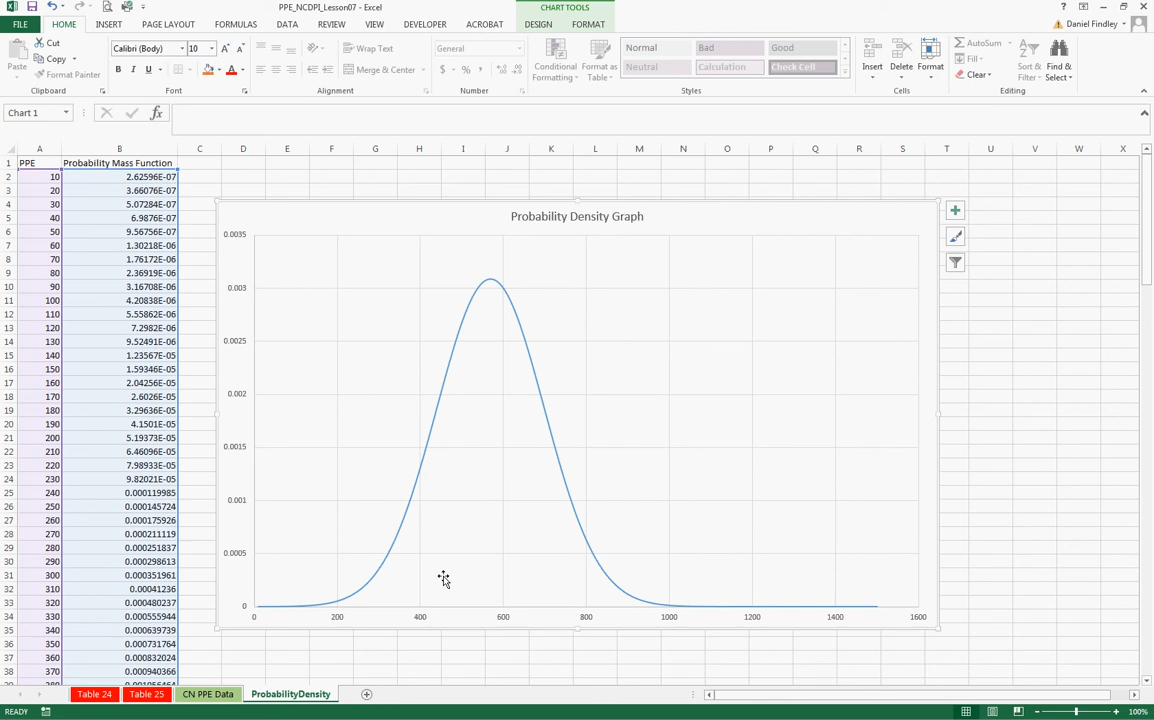 PPE_NCDPI_Lesson07 - Excel
CHART TOOLS
FILE HOME INSERT PAGE LAYOUT FORMULAS DATA REVIEW VIEW DEVELOPER ACROBAT DESIGN FORMAT Daniel Findley
Paste
Cut
Copy
Format Painter
Clipboard
Calibri (Body) 10
B I U
Font
Wrap Text
Merge & Center
Alignment
General
$ % ,
Number
Conditional Formatting
Format as Table
Normal Bad Good
Neutral Calculation Check Cell
Styles
Insert Delete Format
Cells
AutoSum
Fill
Clear
Sort & Filter
Find & Select
Editing
Chart 1 fx
A B C D E F G H I J K L M N O P Q R S T U V W X
1 PPE Probability Mass Function
2 10 2.62596E-07
3 20 3.66076E-07
4 30 5.07284E-07
5 40 6.9876E-07
6 50 9.56756E-07
7 60 1.30218E-06
8 70 1.76172E-06
9 80 2.36919E-06
10 90 3.16708E-06
11 100 4.20838E-06
12 110 5.55862E-06
13 120 7.2982E-06
14 130 9.52491E-06
15 140 1.23567E-05
16 150 1.59346E-05
17 160 2.04256E-05
18 170 2.6026E-05
19 180 3.29636E-05
20 190 4.1501E-05
21 200 5.19373E-05
22 210 6.46096E-05
23 220 7.98933E-05
24 230 9.82021E-05
25 240 0.000119985
26 250 0.000145724
27 260 0.000175926
28 270 0.000211119
29 280 0.000251837
30 290 0.000298613
31 300 0.000351961
32 310 0.00041236
33 320 0.000480237
34 330 0.000555944
35 340 0.000639739
36 350 0.000731764
37 360 0.000832024
38 370 0.000940366
Probability Density Graph
0.0035
0.003
0.0025
0.002
0.0015
0.001
0.0005
0
0 200 400 600 800 1000 1200 1400 1600
Table 24 Table 25 CN PPE Data ProbabilityDensity
READY 100%